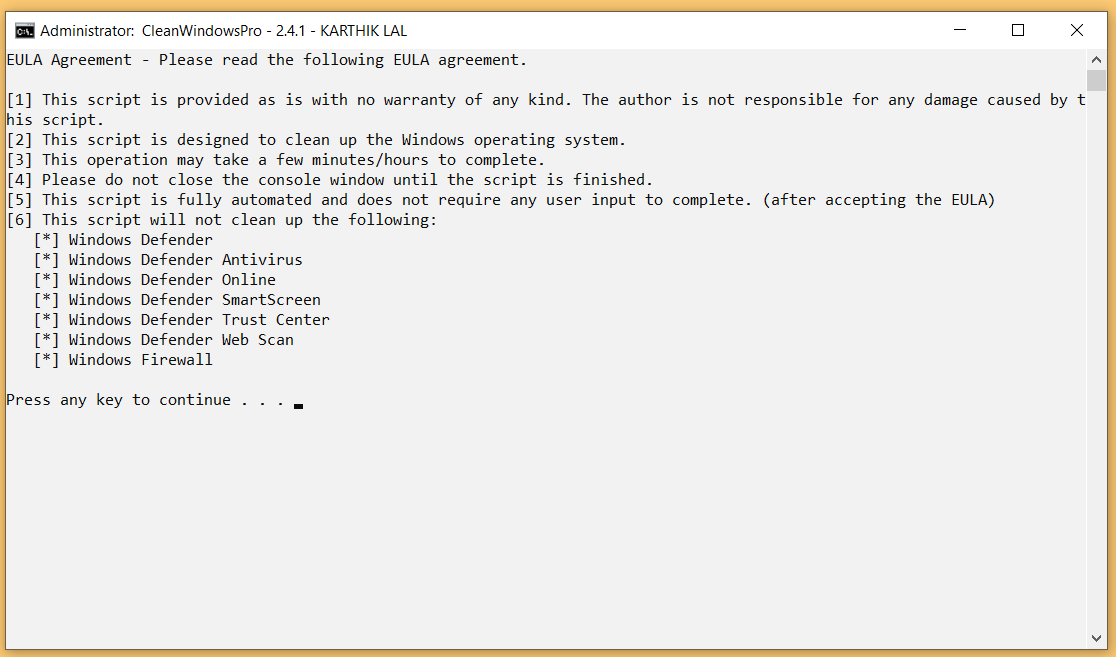 Administrator: CleanWindowsPro - 2.4.1 - KARTHIK LAL
EULA Agreement - Please read the following EULA agreement.
[1] This script is provided as is with no warranty of any kind. The author is not responsible for any damage caused by t
his script.
[2] This script is designed to clean up the Windows operating system.
[3] This operation may take a few minutes/hours to complete.
[4] Please do not close the console window until the script is finished.
[5] This script is fully automated and does not require any user input to complete. (after accepting the EULA)
[6] This script will not clean up the following:
[*] Windows Defender
[*] Windows Defender Antivirus
[*] Windows Defender Online
[*] Windows Defender SmartScreen
[*] Windows Defender Trust Center
[*] Windows Defender Web Scan
[*] Windows Firewall
Press any key to continue . . .